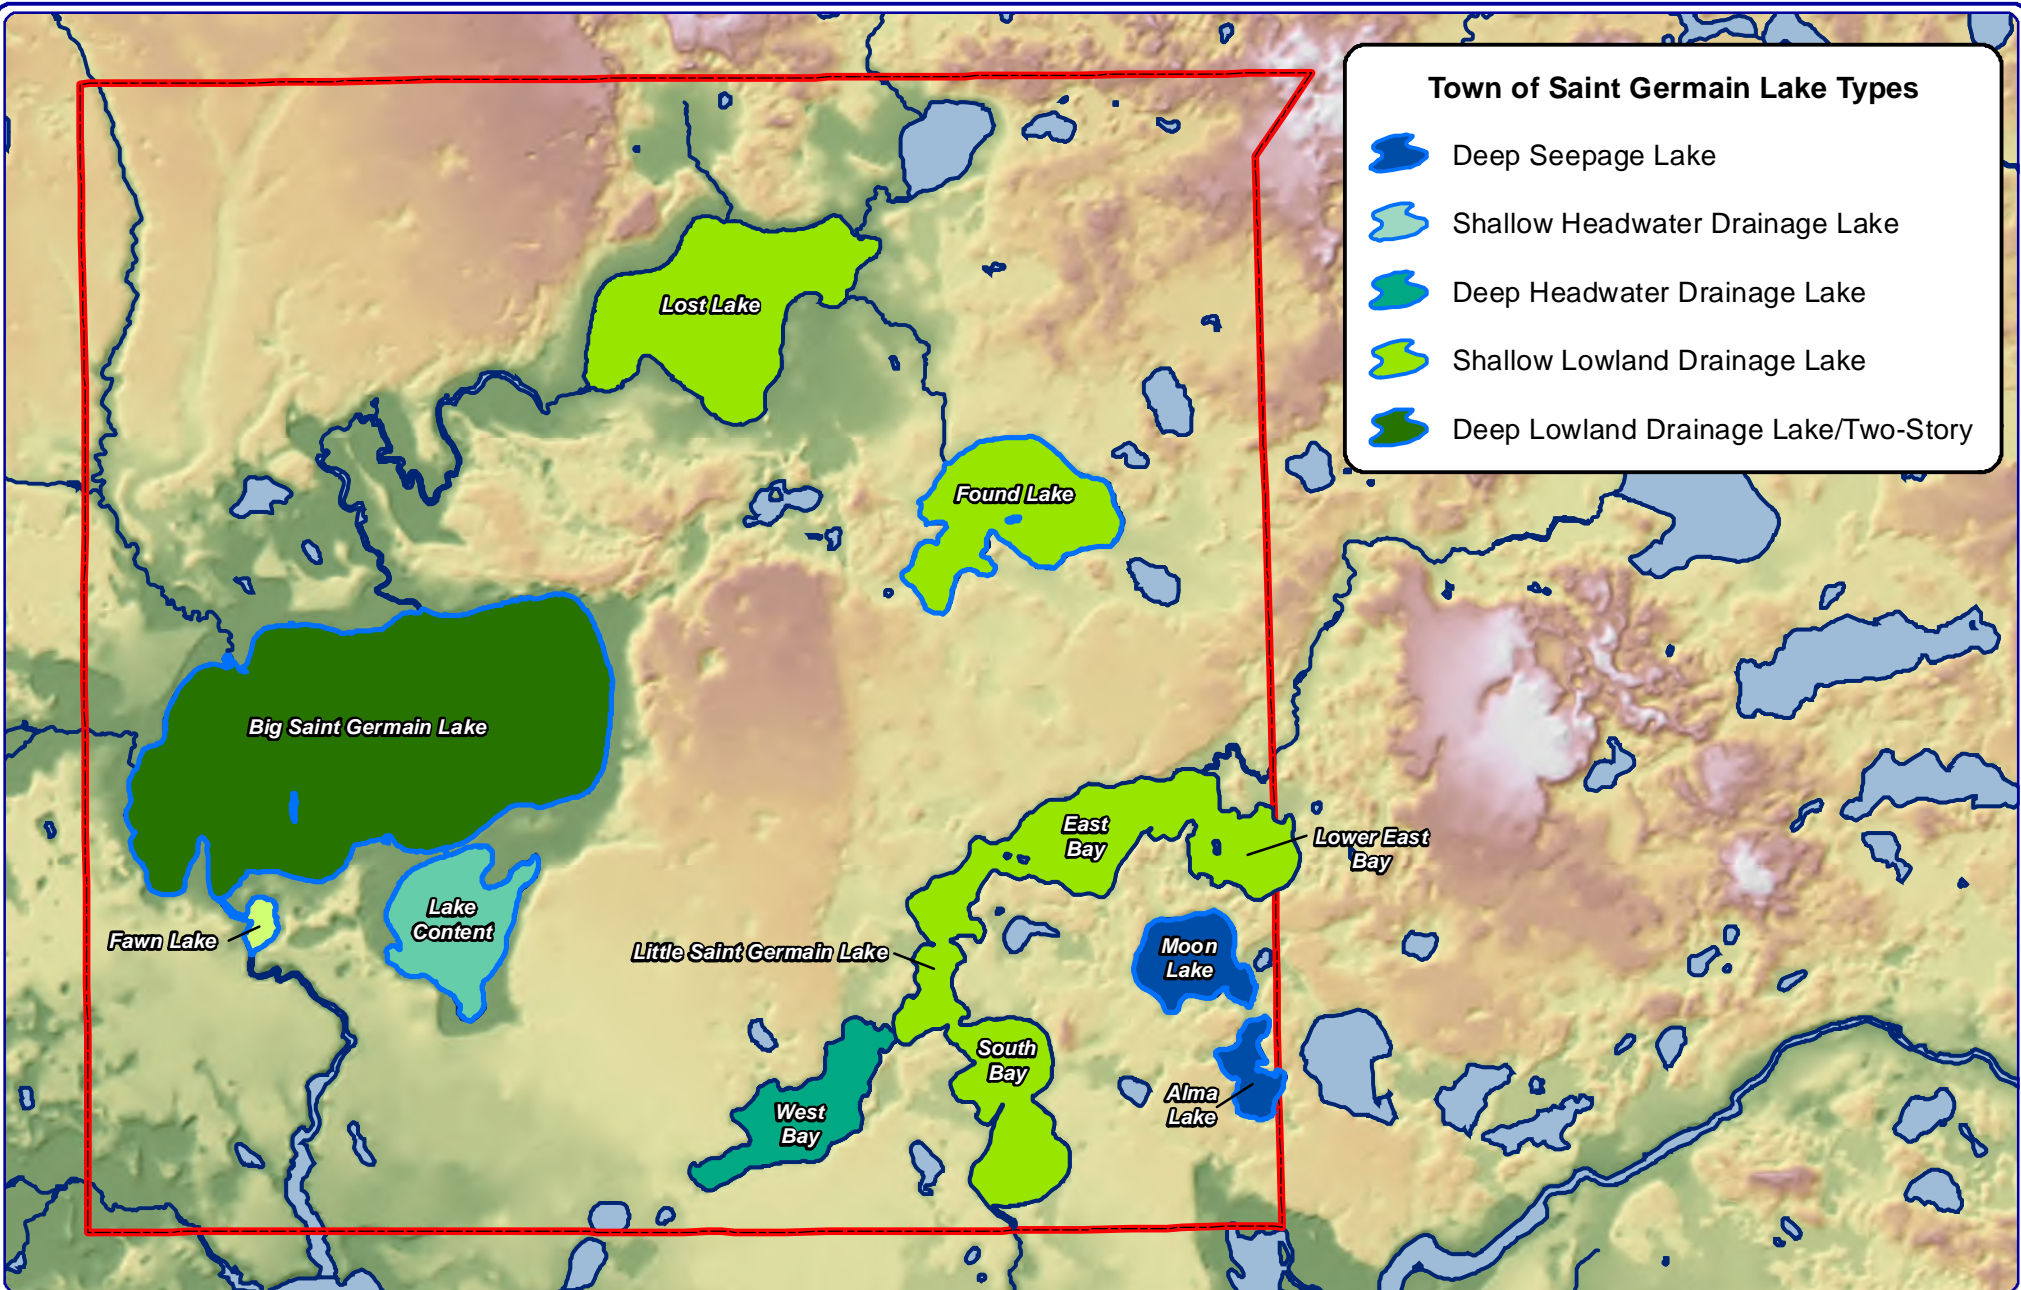 Town of Saint Germain Lake Types
Deep Seepage Lake
Shallow Headwater Drainage Lake
Deep Headwater Drainage Lake
Shallow Lowland Drainage Lake
Deep Lowland Drainage Lake/Two-Story
Lost Lake
Found Lake
Big Saint Germain Lake
East
Bay
Lower East
Bay
Lake
Content
Fawn Lake
Little Saint Germain Lake
Moon
Lake
South
Bay
Alma
Lake
West
Bay